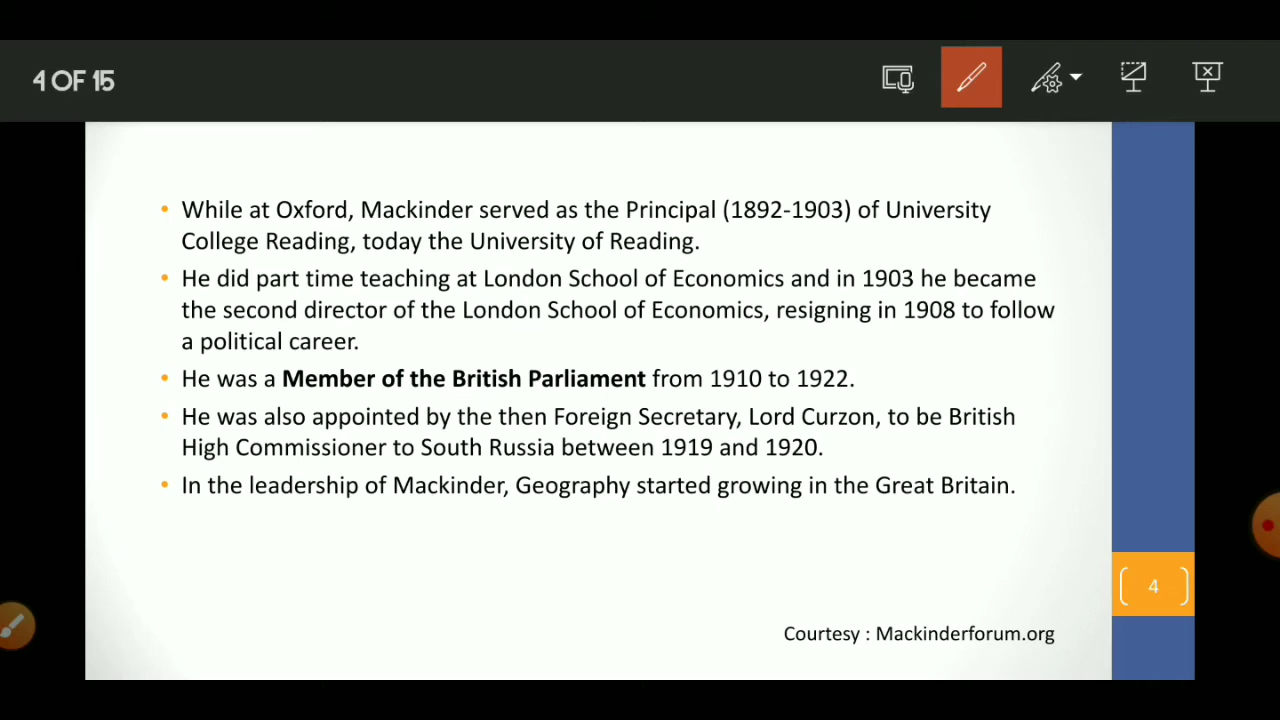 4 OF 15
• While at Oxford, Mackinder served as the Principal (1892-1903) of University
College Reading, today the University of Reading.
• He did part time teaching at London School of Economics and in 1903 he became
the second director of the London School of Economics, resigning in 1908 to follow
a political career.
• He was a Member of the British Parliament from 1910 to 1922.
• He was also appointed by the then Foreign Secretary, Lord Curzon, to be British
High Commissioner to South Russia between 1919 and 1920.
• In the leadership of Mackinder, Geography started growing in the Great Britain.
4
Courtesy : Mackinderforum.org